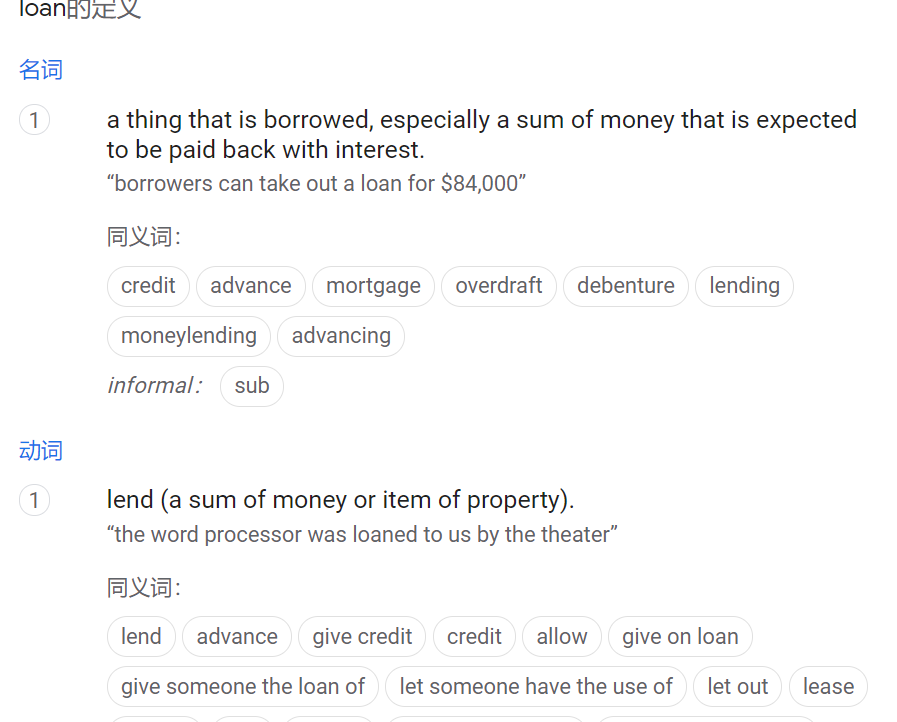 loan的定义
名词
1 a thing that is borrowed, especially a sum of money that is expected
to be paid back with interest.
“borrowers can take out a loan for $84,000”
同义词：
credit advance mortgage overdraft debenture lending
moneylending advancing
informal： sub
动词
1 lend (a sum of money or item of property).
“the word processor was loaned to us by the theater”
同义词：
lend advance give credit credit allow give on loan
give someone the loan of let someone have the use of let out lease